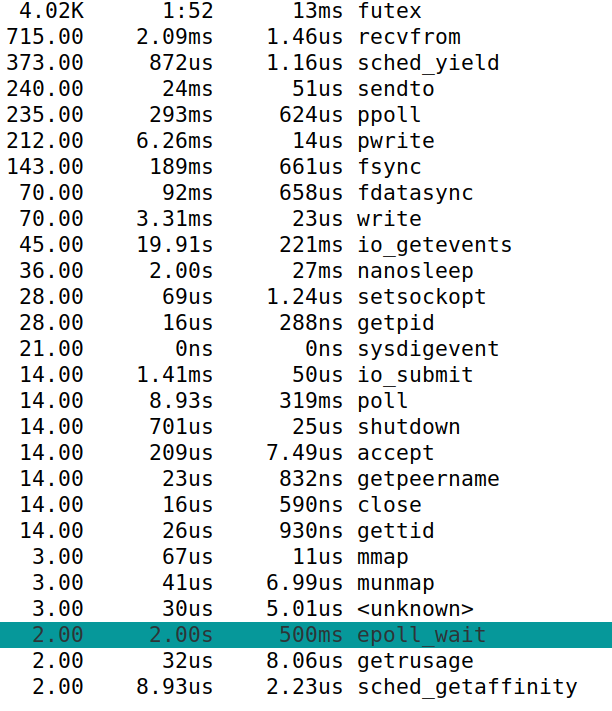 4.02K 1:52 13ms futex
715.00 2.09ms 1.46us recvfrom
373.00 872us 1.16us sched_yield
240.00 24ms 51us sendto
235.00 293ms 624us ppoll
212.00 6.26ms 14us pwrite
143.00 189ms 661us fsync
70.00 92ms 658us fdatasync
70.00 3.31ms 23us write
45.00 19.91s 221ms io_getevents
36.00 2.00s 27ms nanosleep
28.00 69us 1.24us setsockopt
28.00 16us 288ns getpid
21.00 0ns 0ns sysdigevent
14.00 1.41ms 50us io_submit
14.00 8.93s 319ms poll
14.00 701us 25us shutdown
14.00 209us 7.49us accept
14.00 23us 832ns getpeername
14.00 16us 590ns close
14.00 26us 930ns gettid
3.00 67us 11us mmap
3.00 41us 6.99us munmap
3.00 30us 5.01us <unknown>
2.00 2.00s 500ms epoll_wait
2.00 32us 8.06us getrusage
2.00 8.93us 2.23us sched_getaffinity